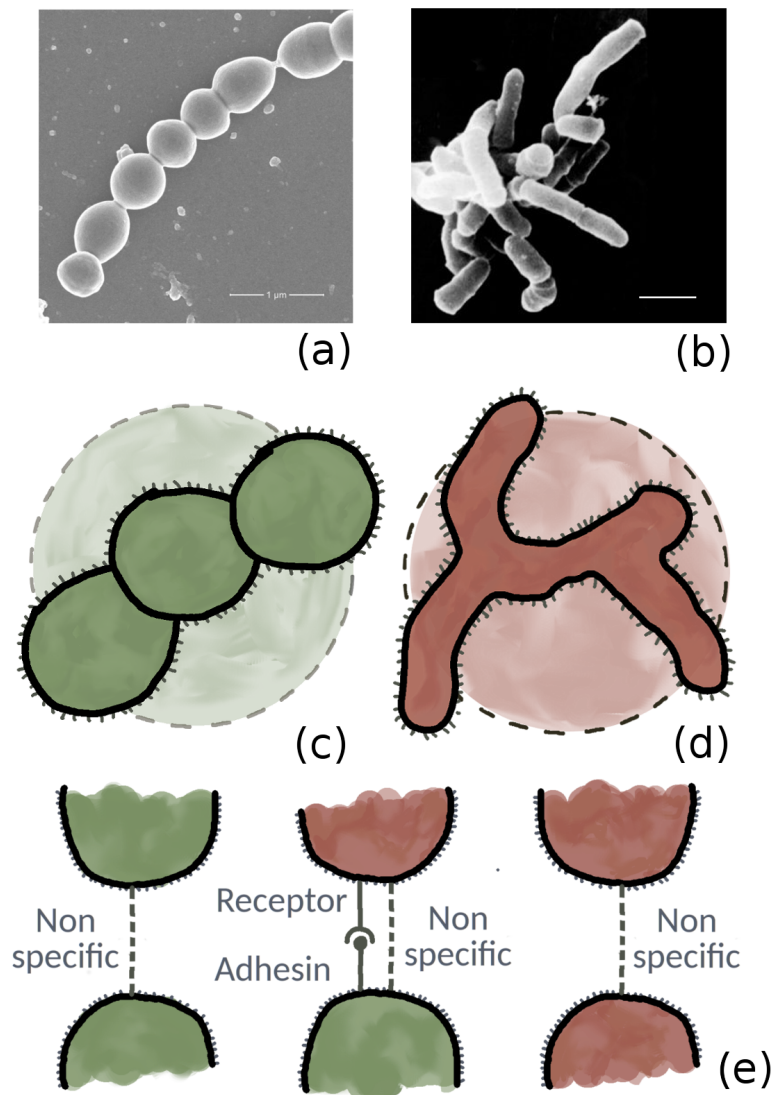 1 μm
(a)
(b)
(c)
(d)
Non
specific
Receptor
Adhesin
Non
specific
Non
specific
(e)